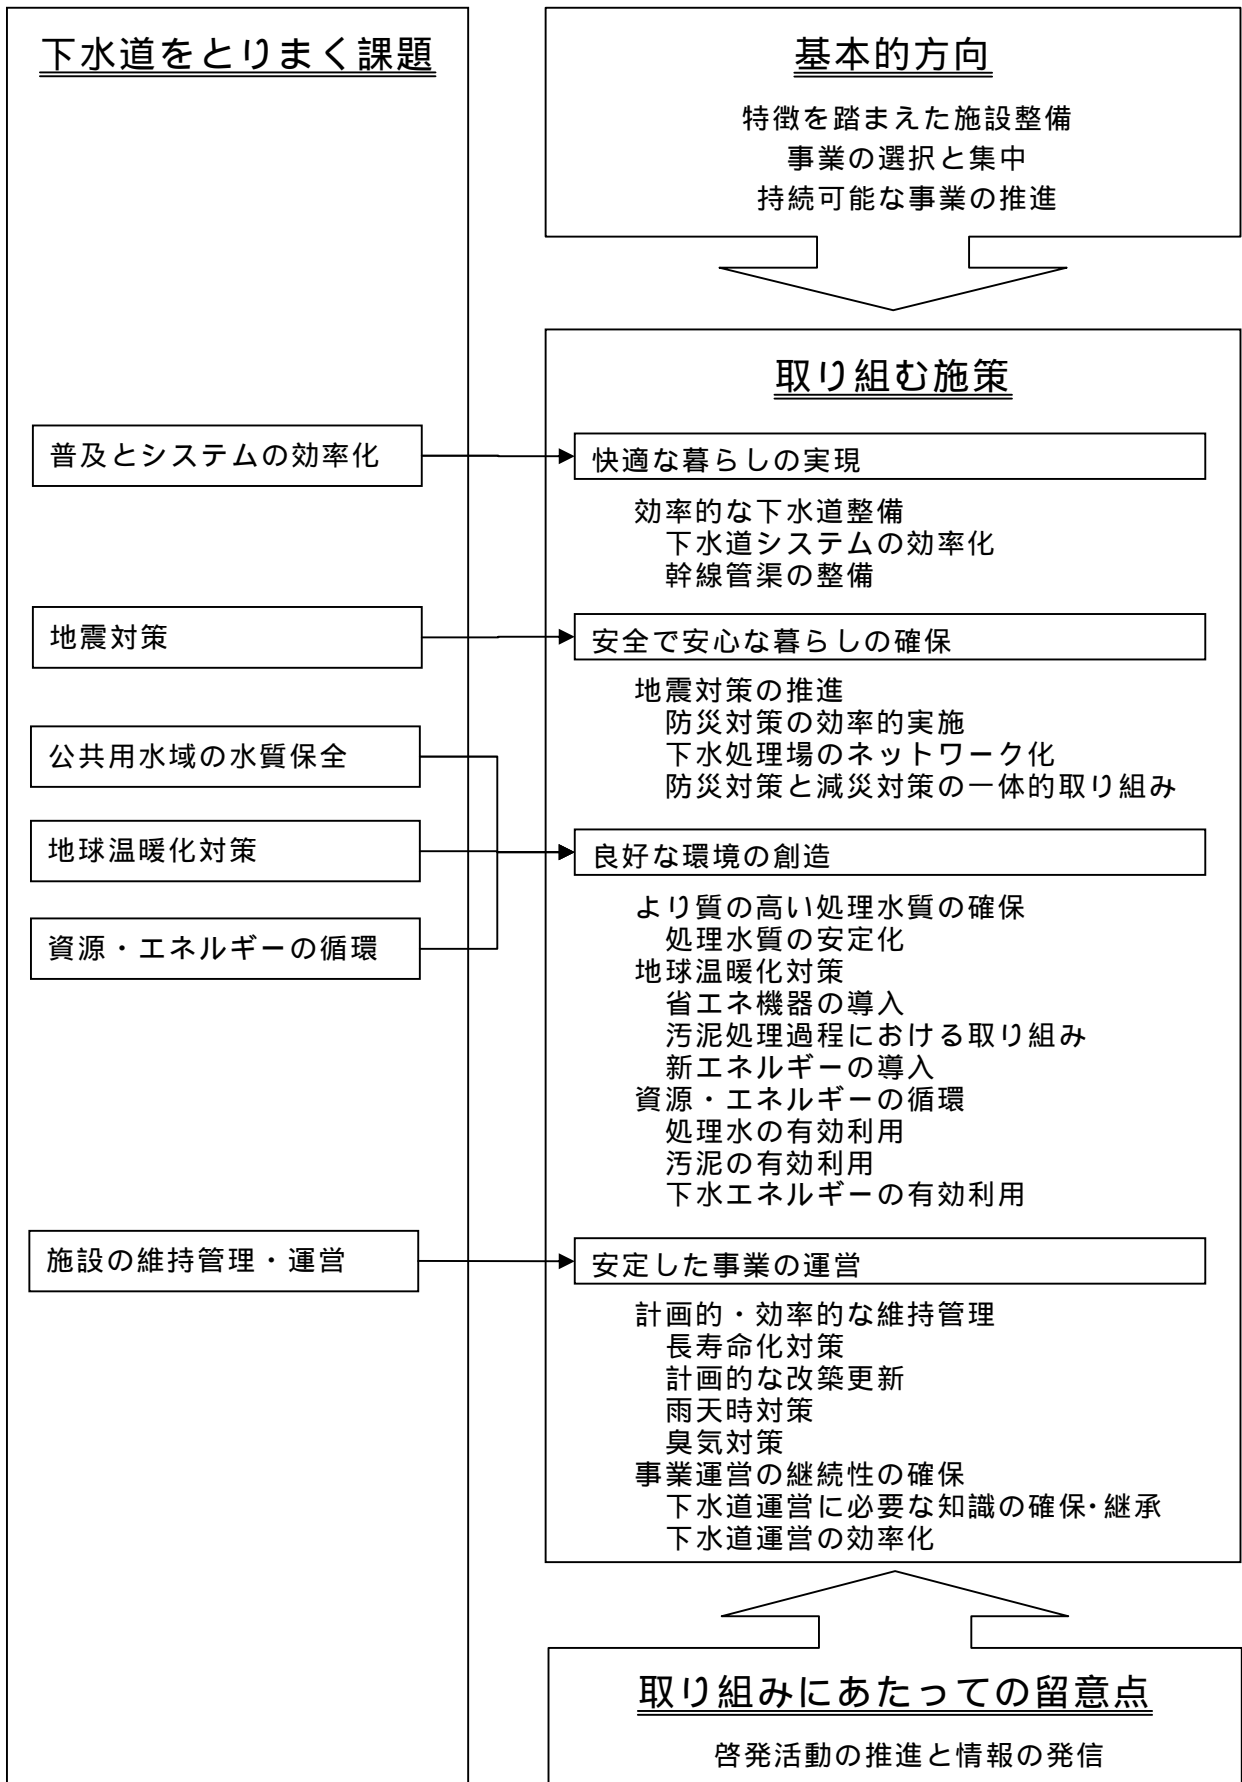 下水道をとりまく課題
普及とシステムの効率化
地震対策
公共用水域の水質保全
地球温暖化対策
資源・エネルギーの循環
施設の維持管理・運営
基本的方向
特徴を踏まえた施設整備
事業の選択と集中
持続可能な事業の推進
取り組む施策
快適な暮らしの実現
効率的な下水道整備
下水道システムの効率化
幹線管渠の整備
安全で安心な暮らしの確保
地震対策の推進
防災対策の効率的実施
下水処理場のネットワーク化
防災対策と減災対策の一体的取り組み
良好な環境の創造
より質の高い処理水質の確保
処理水質の安定化
地球温暖化対策
省エネ機器の導入
汚泥処理過程における取り組み
新エネルギーの導入
資源・エネルギーの循環
処理水の有効利用
汚泥の有効利用
下水エネルギーの有効利用
安定した事業の運営
計画的・効率的な維持管理
長寿命化対策
計画的な改築更新
雨天時対策
臭気対策
事業運営の継続性の確保
下水道運営に必要な知識の確保・継承
下水道運営の効率化
取り組みにあたっての留意点
啓発活動の推進と情報の発信